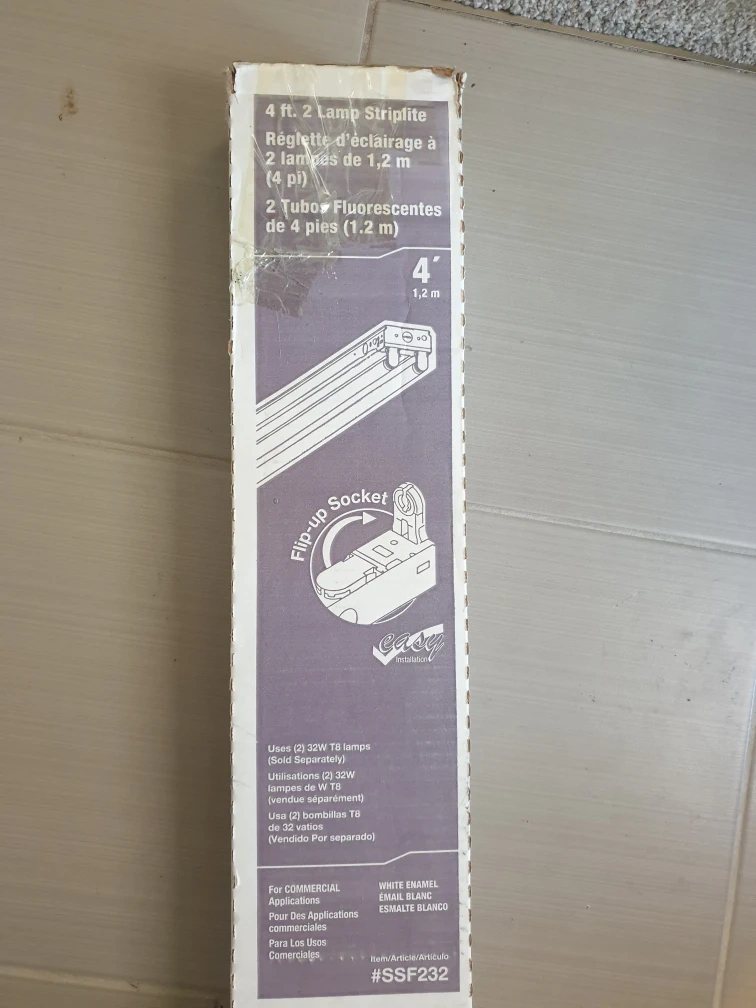 4 ft. 2 Lamp Striplite
Réglette d'éclairage à
2 lampes de 1,2 m
(4 pi)
2 Tubos Fluorescentes
de 4 pies (1.2 m)
4'
1,2 m
Flip-up Socket
easy
Installation
Uses (2) 32W T8 lamps
(Sold Separately)
Utilisations (2) 32W
lampes de W T8
(vendue séparément)
Usa (2) bombillas T8
de 32 vatios
(Vendido Por separado)
For COMMERCIAL
Applications
Pour Des Applications
commerciales
Para Los Usos
Comerciales
WHITE ENAMEL
ÉMAIL BLANC
ESMALTE BLANCO
Item/Article/Artículo
#SSF232